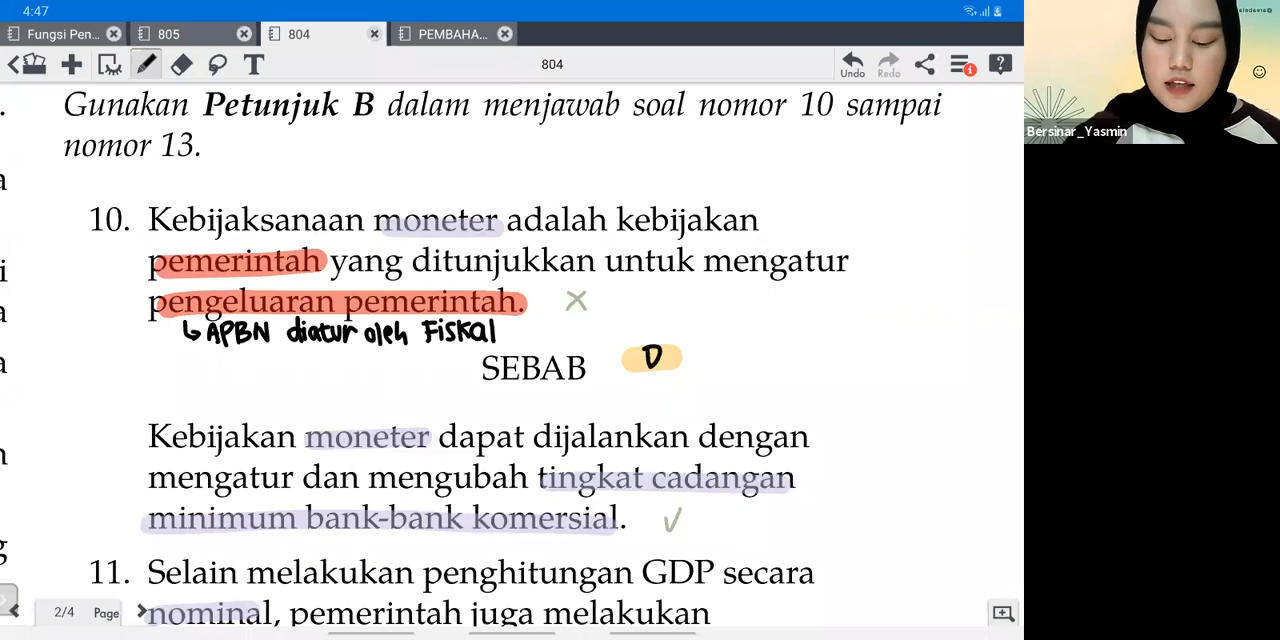 4:47
Fungsi Pen...
805
804
PEMBAHA...
804
Undo
Redo
Bersinar_Yasmin
Gunakan Petunjuk B dalam menjawab soal nomor 10 sampai
nomor 13.
10. Kebijaksanaan moneter adalah kebijakan
pemerintah yang ditunjukkan untuk mengatur
pengeluaran pemerintah.
↳ APBN diatur oleh Fiskal
SEBAB D
Kebijakan moneter dapat dijalankan dengan
mengatur dan mengubah tingkat cadangan
minimum bank-bank komersial.
11. Selain melakukan penghitungan GDP secara
nominal, pemerintah juga melakukan
2/4 Page